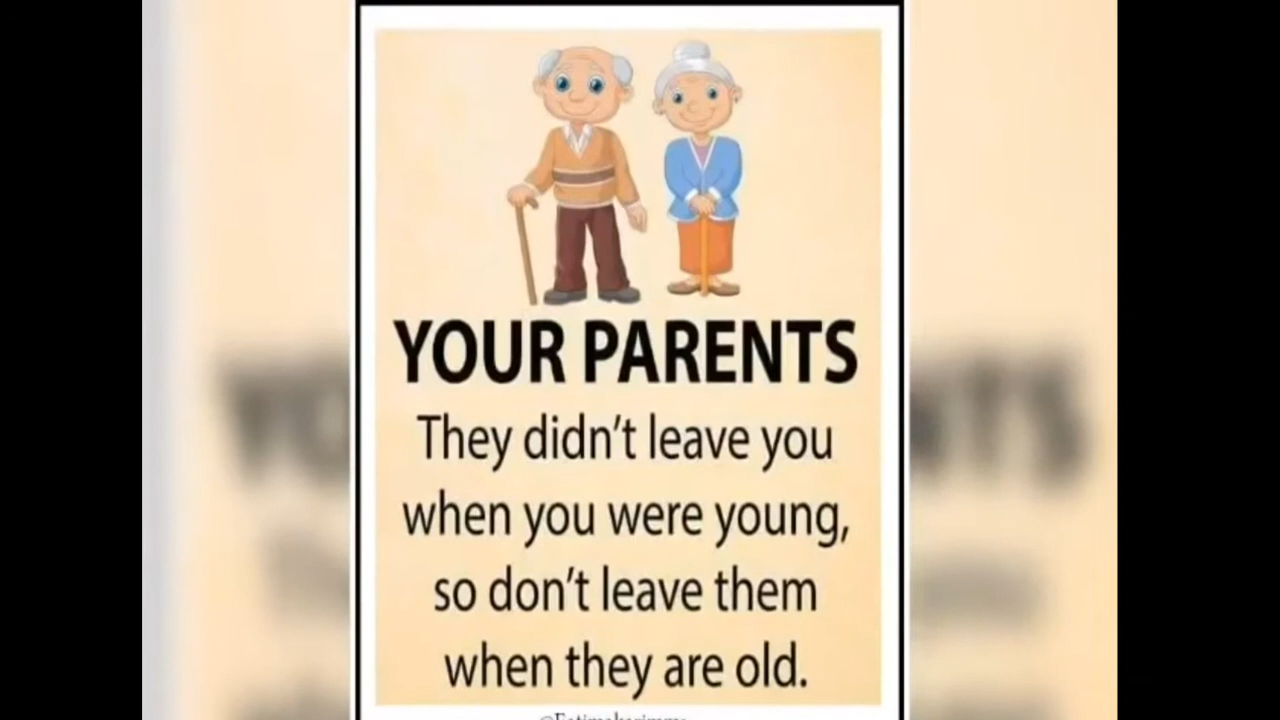 YOUR PARENTS
They didn't leave you
when you were young,
so don't leave them
when they are old.